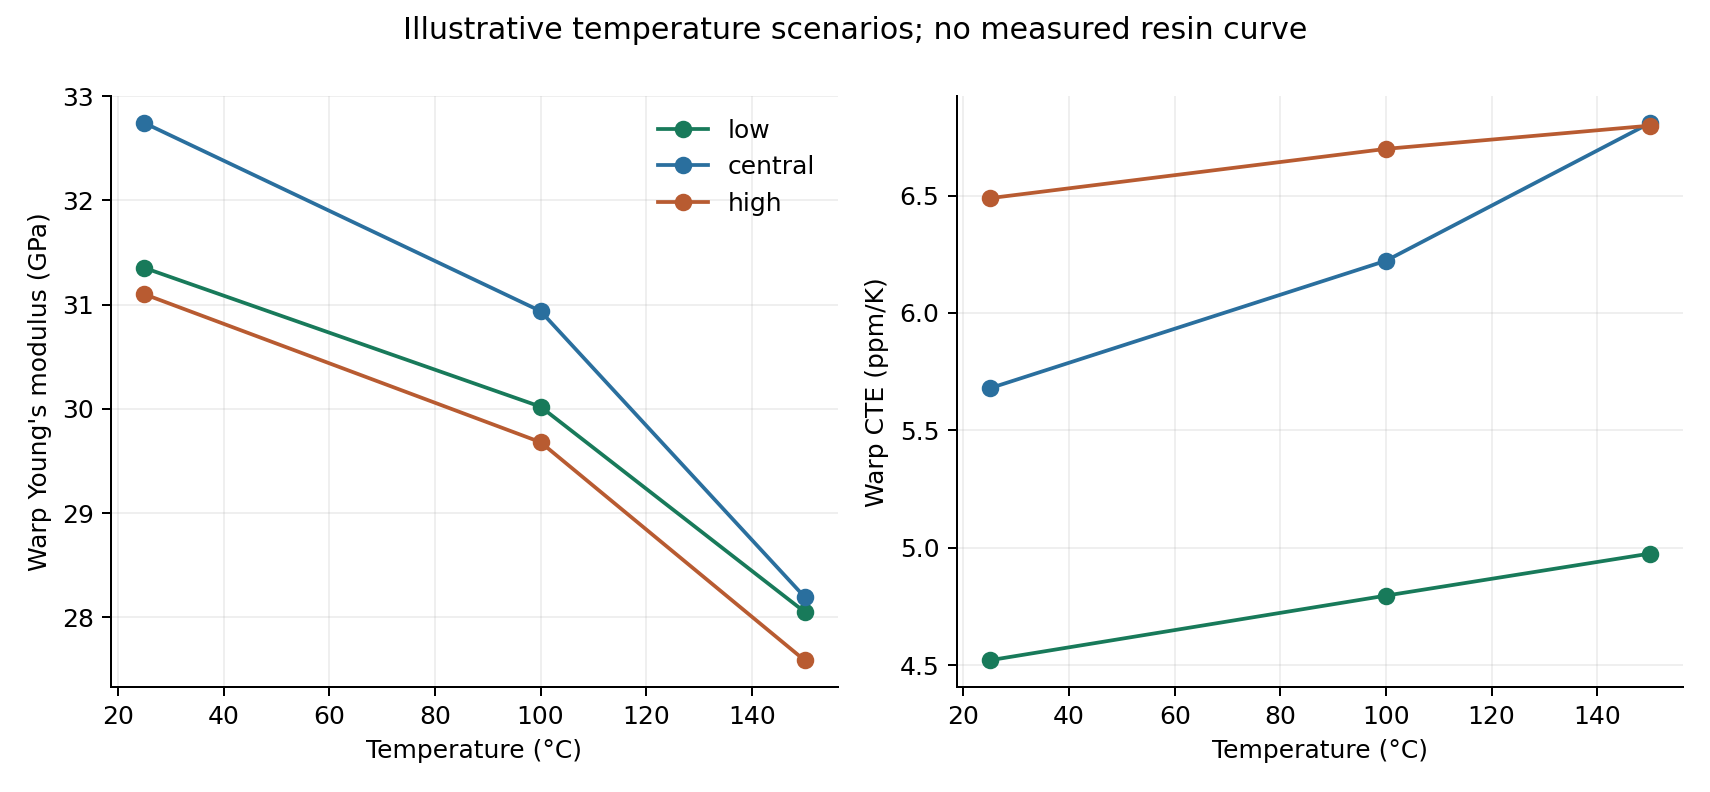 Illustrative temperature scenarios; no measured resin curve
Warp Young's modulus (GPa)
33
32
31
30
29
28
low
central
high
20 40 60 80 100 120 140
Temperature (°C)
Warp CTE (ppm/K)
6.5
6.0
5.5
5.0
4.5
20 40 60 80 100 120 140
Temperature (°C)